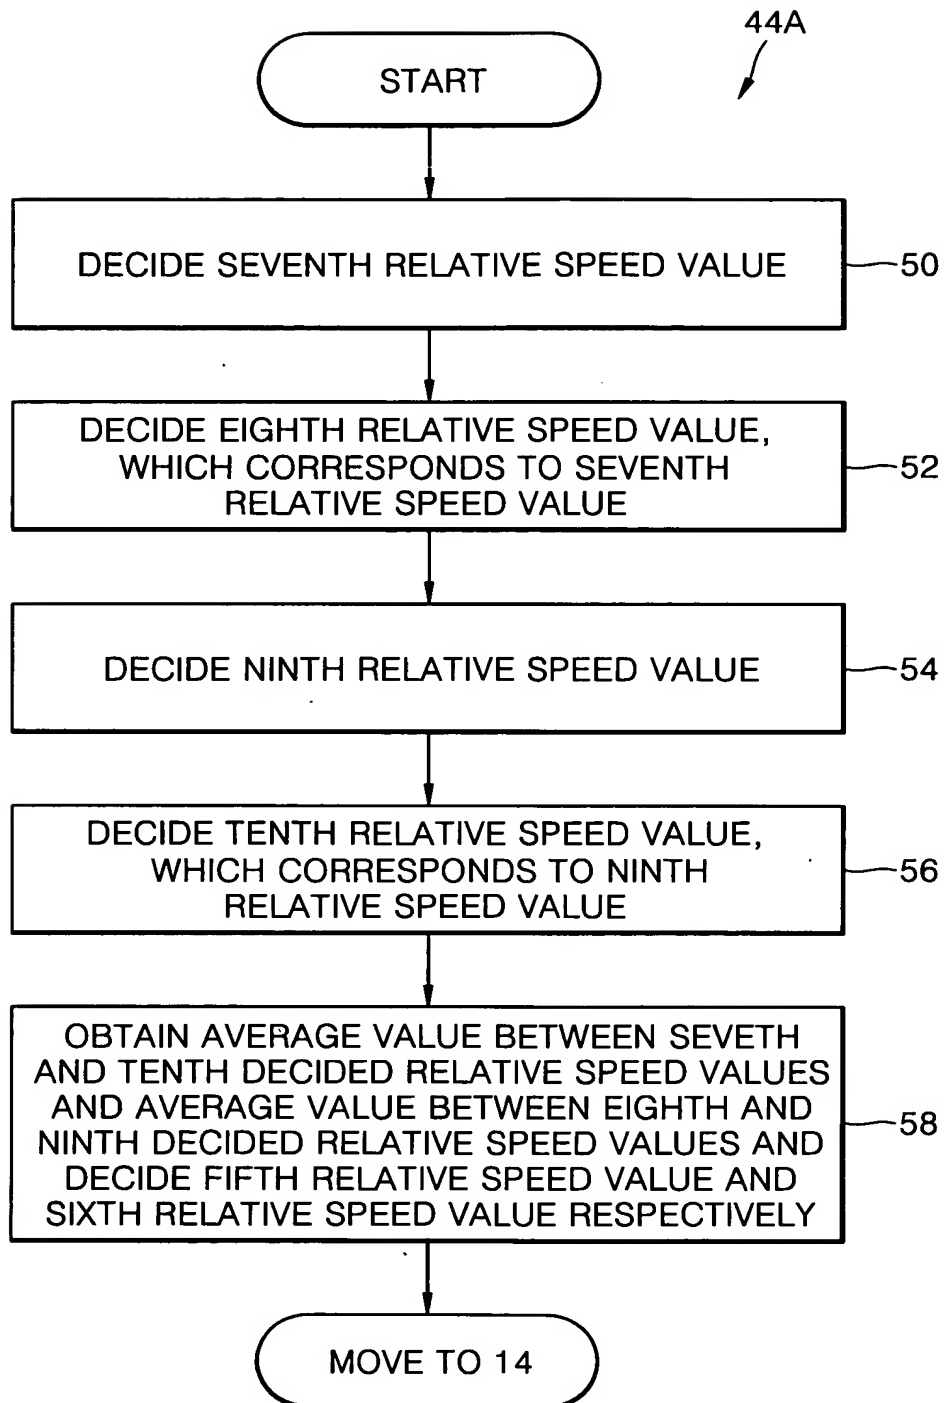 44A
START
DECIDE SEVENTH RELATIVE SPEED VALUE
50
DECIDE EIGHTH RELATIVE SPEED VALUE,
WHICH CORRESPONDS TO SEVENTH
RELATIVE SPEED VALUE
52
DECIDE NINTH RELATIVE SPEED VALUE
54
DECIDE TENTH RELATIVE SPEED VALUE,
WHICH CORRESPONDS TO NINTH
RELATIVE SPEED VALUE
56
OBTAIN AVERAGE VALUE BETWEEN SEVETH
AND TENTH DECIDED RELATIVE SPEED VALUES
AND AVERAGE VALUE BETWEEN EIGHTH AND
NINTH DECIDED RELATIVE SPEED VALUES AND
DECIDE FIFTH RELATIVE SPEED VALUE AND
SIXTH RELATIVE SPEED VALUE RESPECTIVELY
58
MOVE TO 14